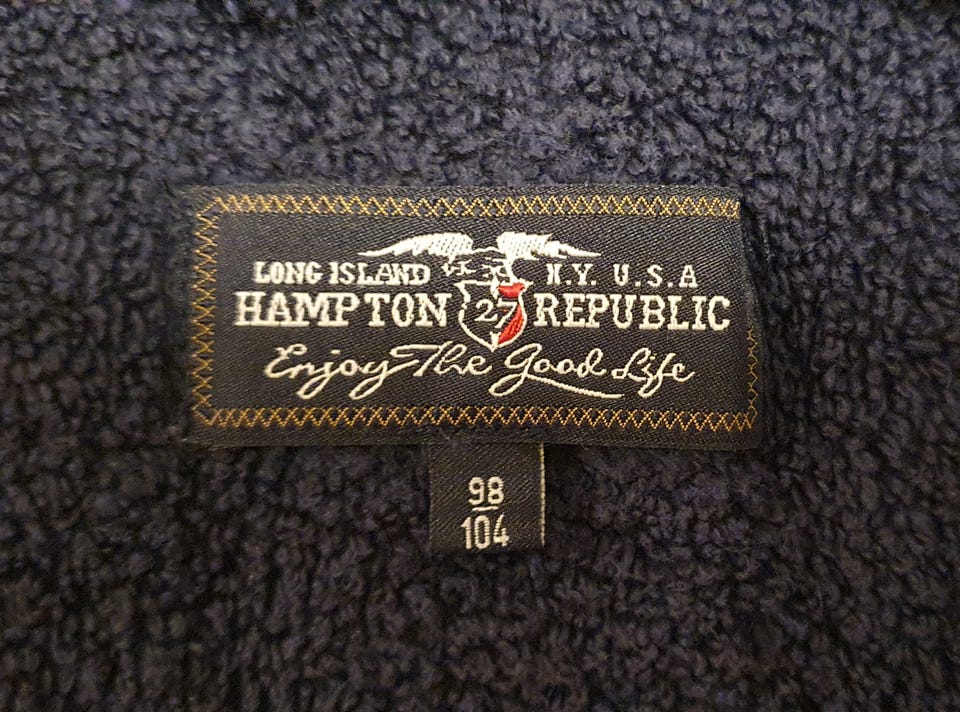 LONG ISLAND N.Y. U.S.A
HAMPTON 27 REPUBLIC
Enjoy The Good Life
98
104